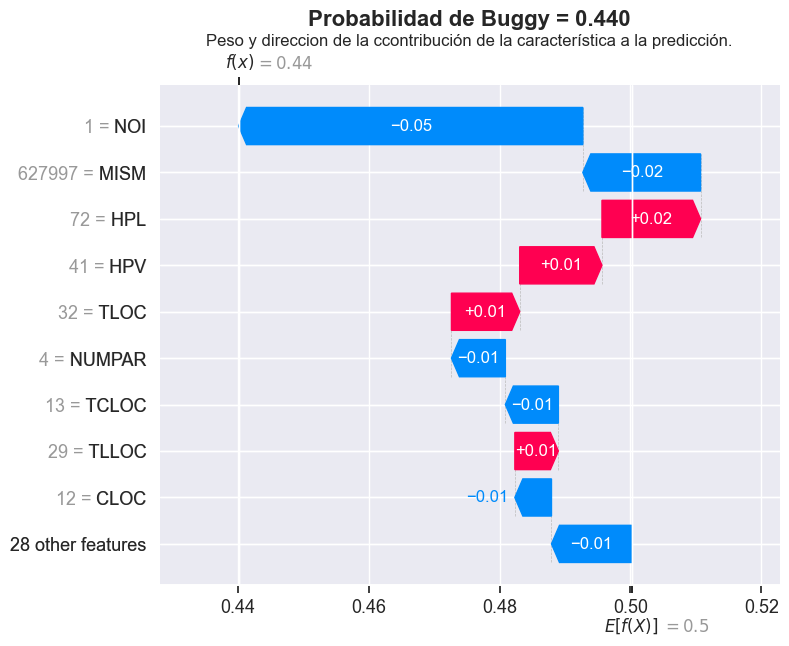 Probabilidad de Buggy = 0.440
Peso y direccion de la ccontribución de la característica a la predicción.
f(x) = 0.44
1 = NOI
−0.05
627997 = MISM
−0.02
72 = HPL
+0.02
41 = HPV
+0.01
32 = TLOC
+0.01
4 = NUMPAR
−0.01
13 = TCLOC
−0.01
29 = TLLOC
+0.01
12 = CLOC
−0.01
28 other features
−0.01
0.44 0.46 0.48 0.50 0.52
E[f(X)] = 0.5